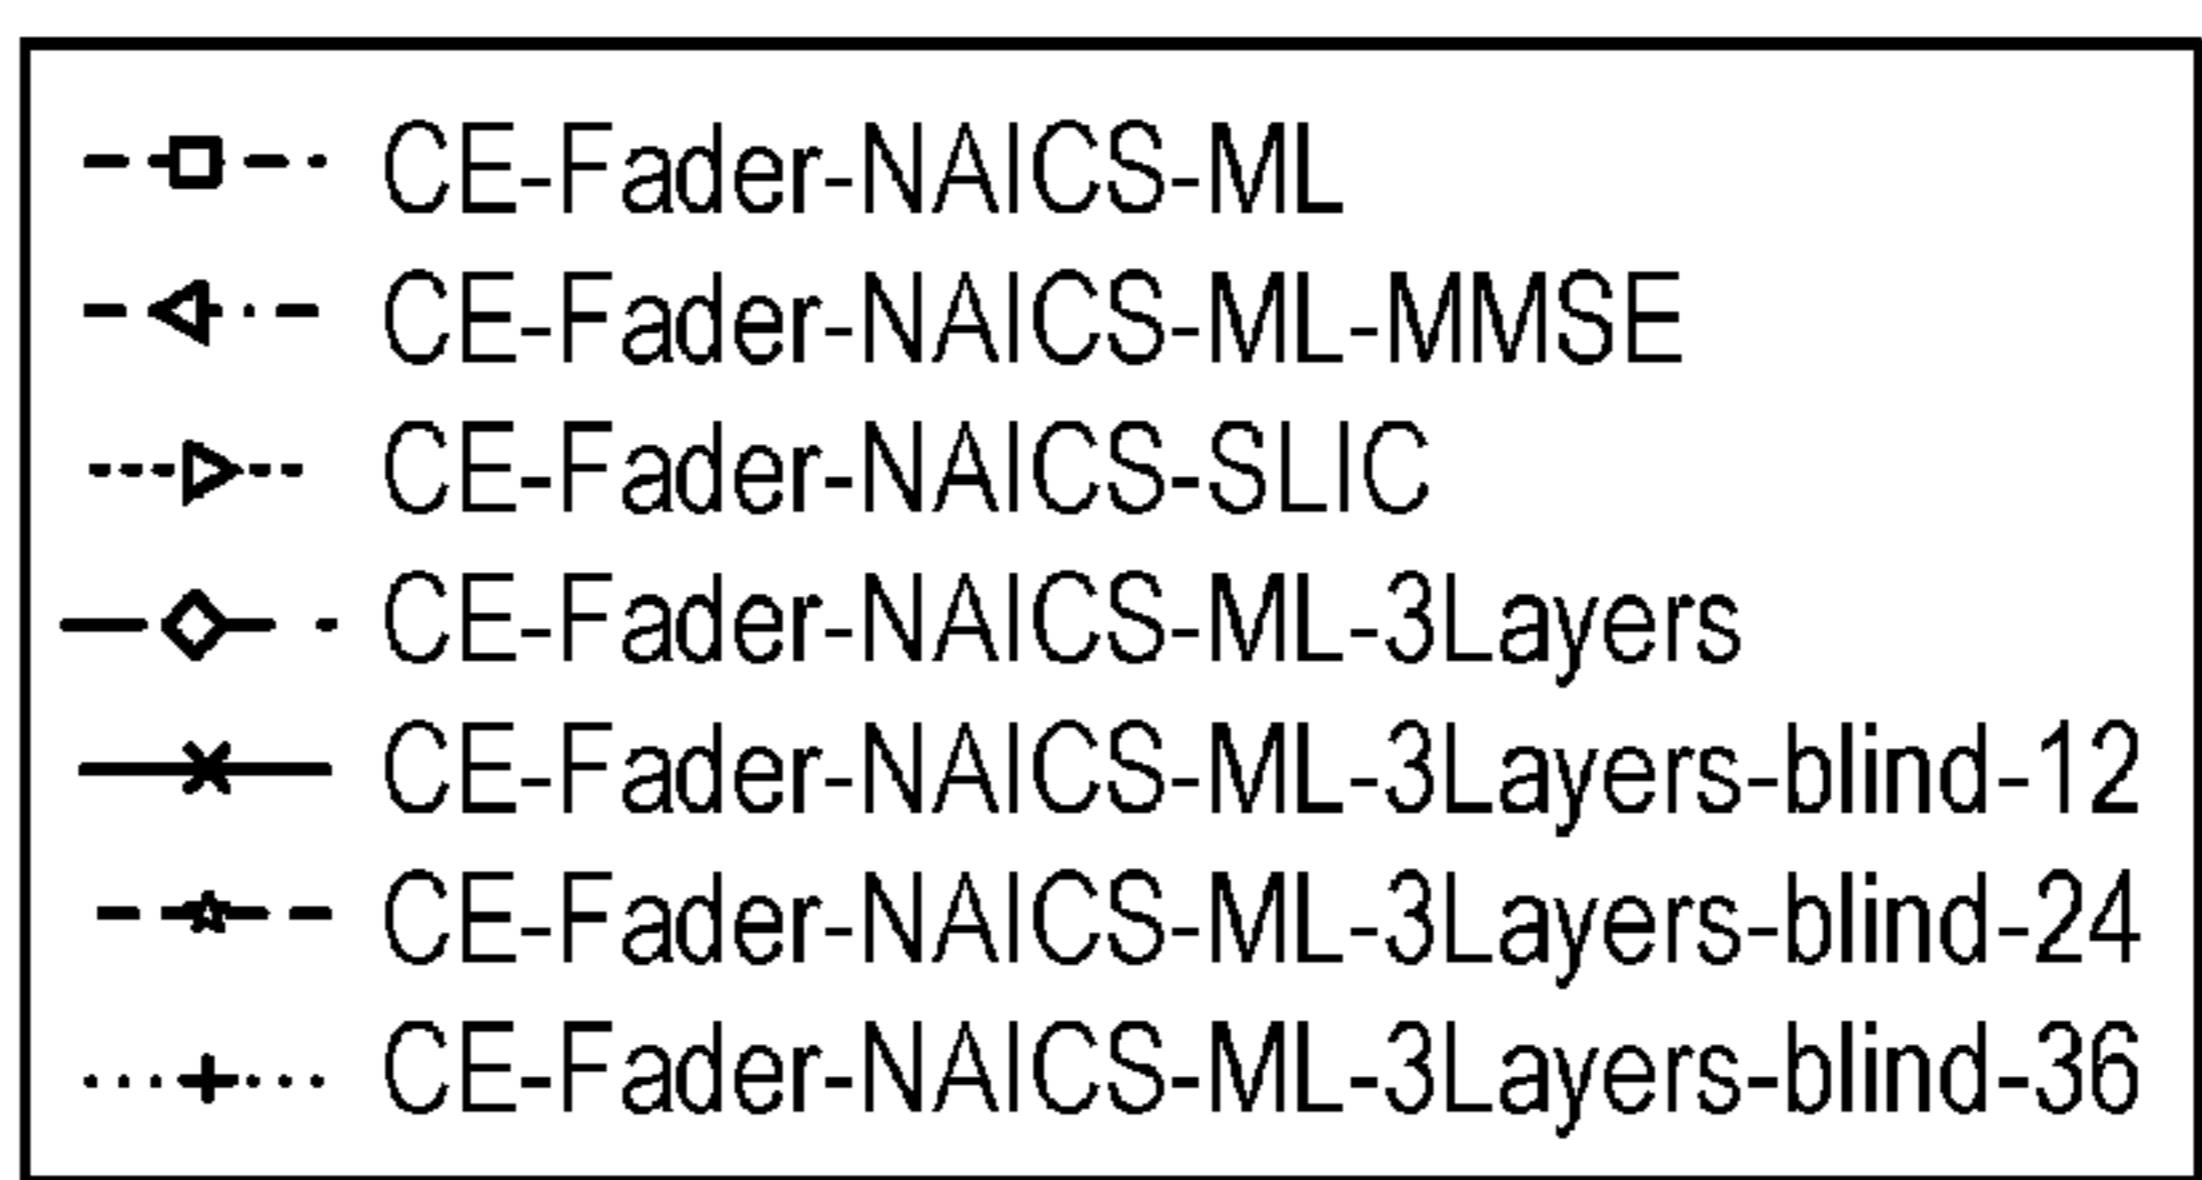 CE-Fader-NAICS-ML
CE-Fader-NAICS-ML-MMSE
CE-Fader-NAICS-SLIC
CE-Fader-NAICS-ML-3Layers
CE-Fader-NAICS-ML-3Layers-blind-12
CE-Fader-NAICS-ML-3Layers-blind-24
CE-Fader-NAICS-ML-3Layers-blind-36